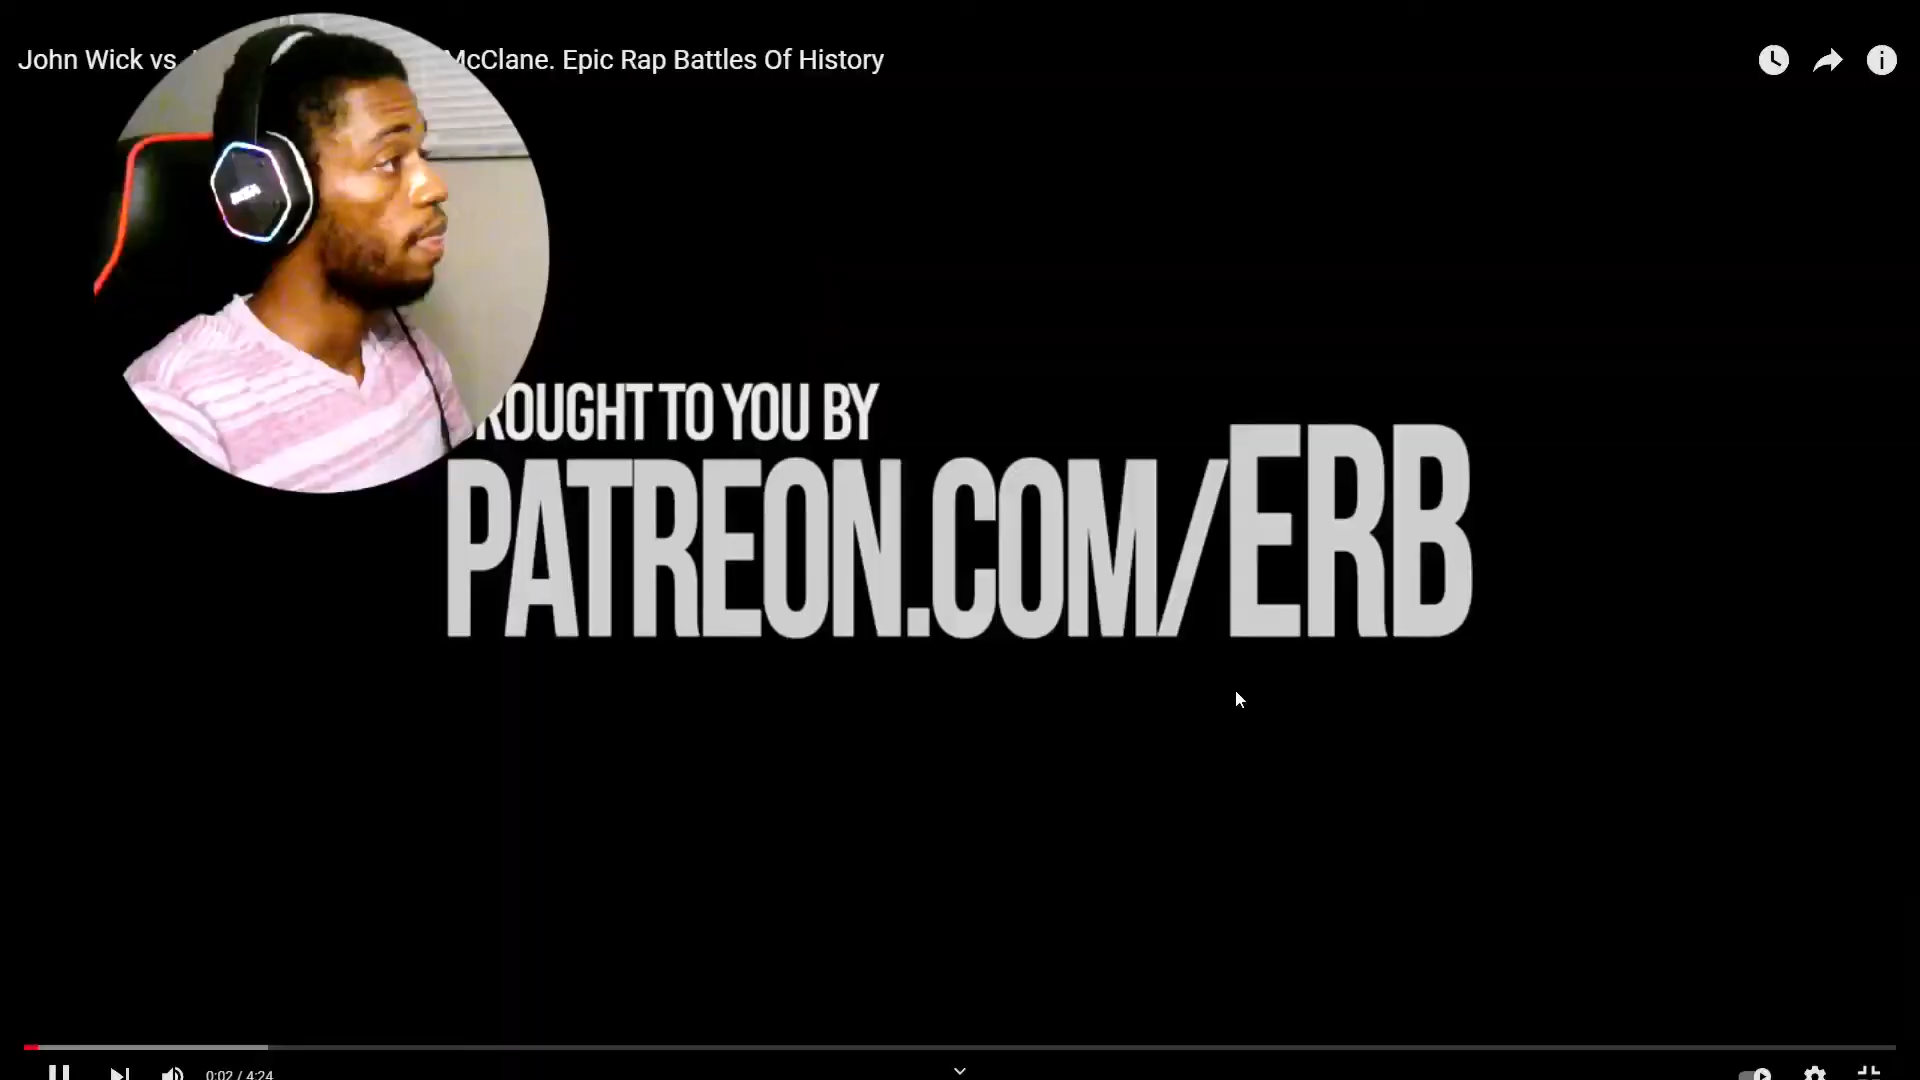 John Wick vs. McClane. Epic Rap Battles Of History
ROUGHT TO YOU BY
PATREON.COM/ERB
0:02 / 4:24